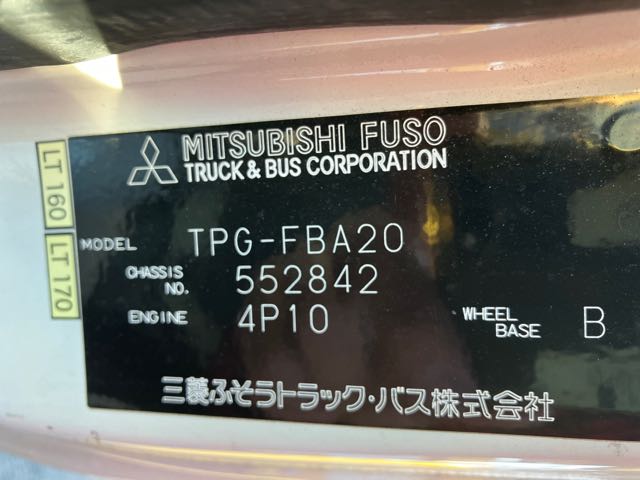 MITSUBISHI FUSO
TRUCK & BUS CORPORATION
LT 160
LT 170
MODEL TPG-FBA20
CHASSIS NO. 552842
ENGINE 4P10
WHEEL BASE B
三菱ふそうトラック・バス株式会社